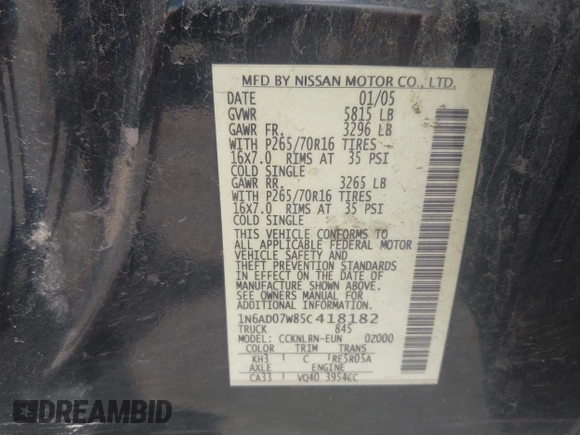 MFD BY NISSAN MOTOR CO., LTD.
DATE 01/05
GVWR 5815 LB
GAWR FR. 3296 LB
WITH P265/70R16 TIRES
16X7.0 RIMS AT 35 PSI
COLD SINGLE
GAWR RR. 3265 LB
WITH P265/70R16 TIRES
16X7.0 RIMS AT 35 PSI
COLD SINGLE
THIS VEHICLE CONFORMS TO
ALL APPLICABLE FEDERAL MOTOR
VEHICLE SAFETY AND
THEFT PREVENTION STANDARDS
IN EFFECT ON THE DATE OF
MANUFACTURE SHOWN ABOVE.
SEE OWNERS MANUAL FOR
ADDITIONAL INFORMATION.
1N6AD07W85C418182
TRUCK 845
MODEL: CCKNLRN-EUN 0Z000
COLOR TRIM TRANS
KH3 C RE5R05A
AXLE ENGINE
CA33 VQ40 3954CC
DREAMBID